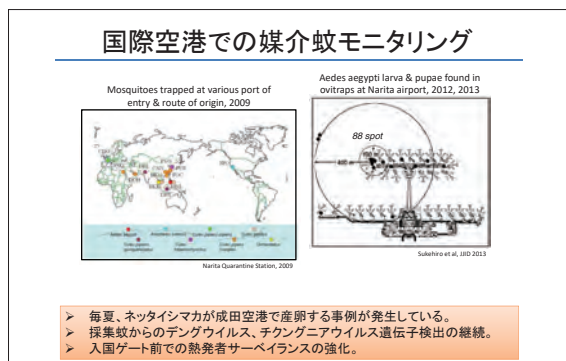 国際空港での媒介蚊モニタリング
Mosquitoes trapped at various port of
entry & route of origin, 2009
Aedes aegypti larva & pupae found in
ovitraps at Narita airport, 2012, 2013
88 spot
Narita Quarantine Station, 2009
Sukehiro et al, JJID 2013
➢ 毎夏、ネッタイシマカが成田空港で産卵する事例が発生している。
➢ 採集蚊からのデングウイルス、チクングニアウイルス遺伝子検出の継続。
➢ 入国ゲート前での熱発者サーベイランスの強化。